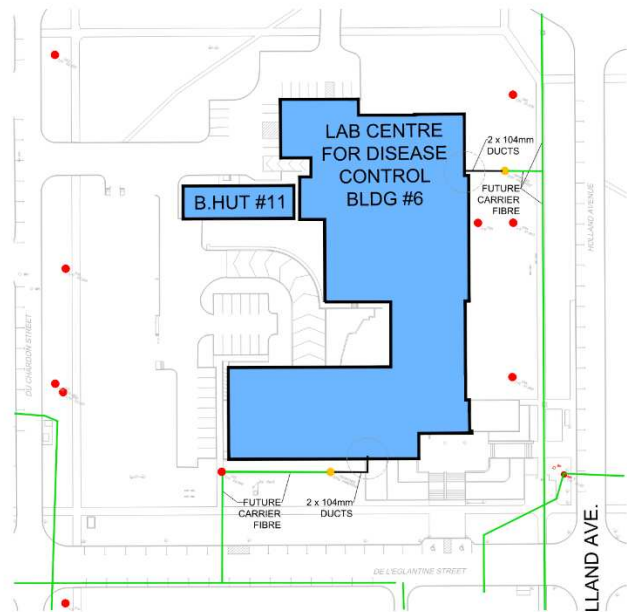 LAB CENTRE
FOR DISEASE
CONTROL
BLDG #6
B.HUT #11
2 x 104mm
DUCTS
FUTURE
CARRIER
FIBRE
HOLLAND AVENUE
DU CHARDON STREET
FUTURE
CARRIER
FIBRE
2 x 104mm
DUCTS
DE L'EGLANTINE STREET
LLAND AVE.